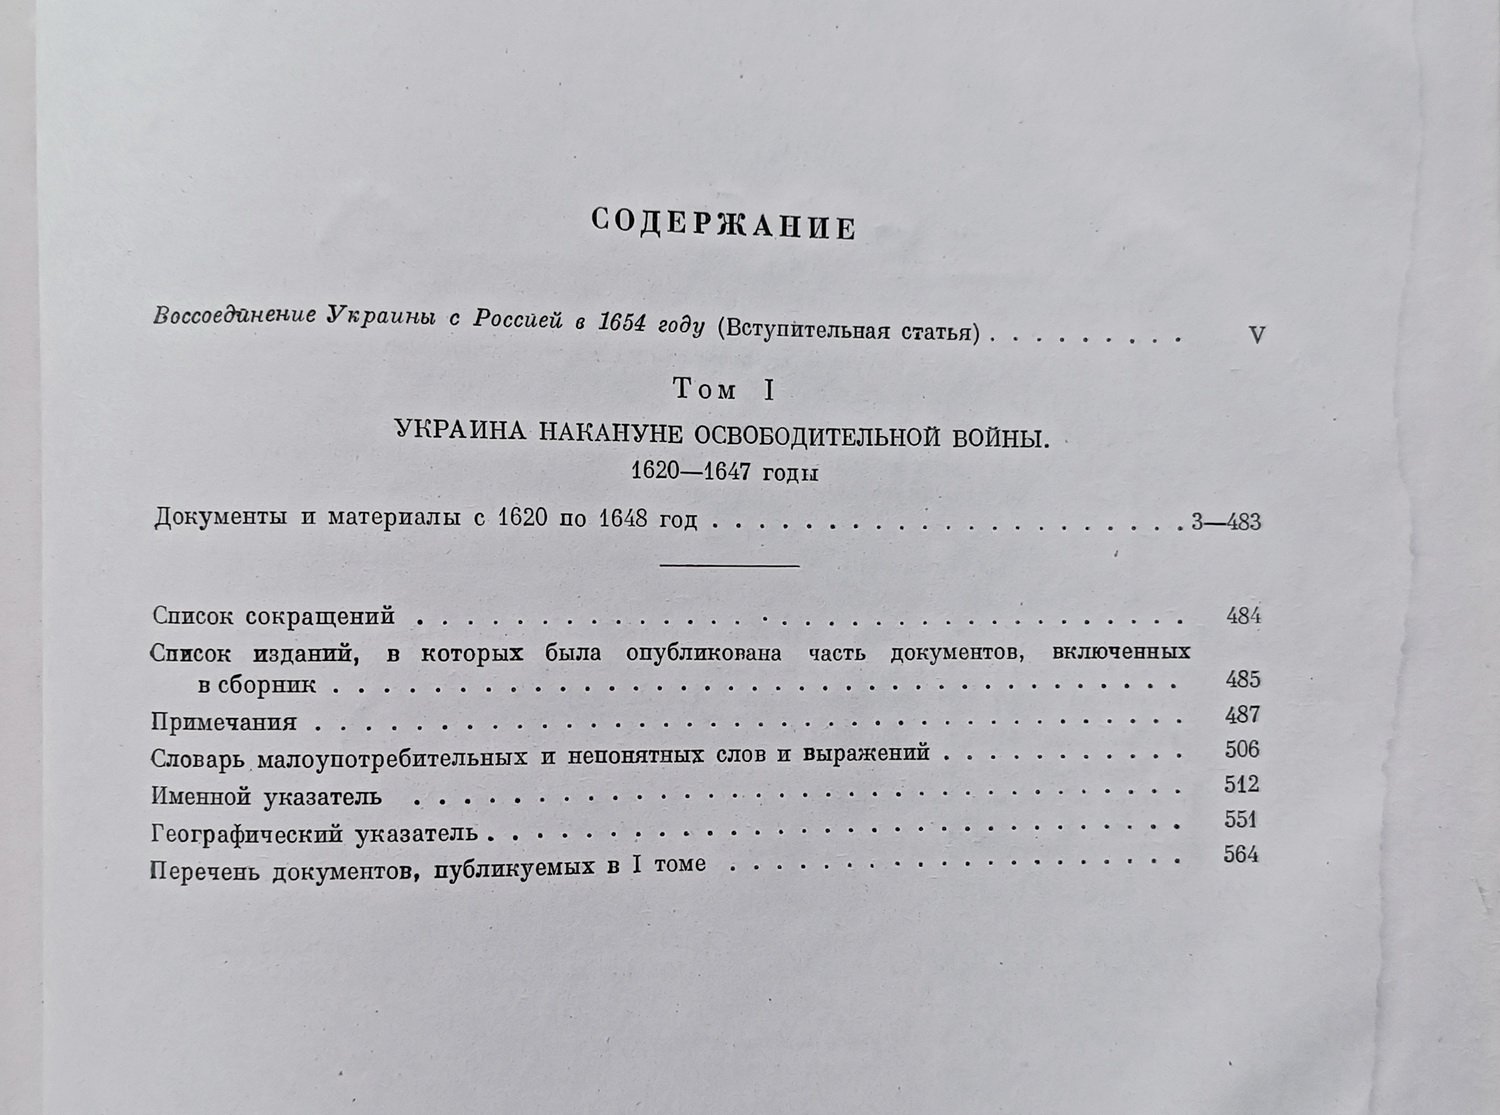 СОДЕРЖАНИЕ
Воссоединение Украины с Россией в 1654 году (Вступительная статья) . . . . . . . . . V
Том I
УКРАИНА НАКАНУНЕ ОСВОБОДИТЕЛЬНОЙ ВОЙНЫ.
1620—1647 годы
Документы и материалы с 1620 по 1648 год . . . . . . . . . . . . . . . . . . . . 3—483
Список сокращений . . . . . . . . . . . . . . . . . . . . . . . . . . . . . . . 484
Список изданий, в которых была опубликована часть документов, включенных
в сборник . . . . . . . . . . . . . . . . . . . . . . . . . . . . . . . . . . 485
Примечания . . . . . . . . . . . . . . . . . . . . . . . . . . . . . . . . . . 487
Словарь малоупотребительных и непонятных слов и выражений . . . . . . . . . . 506
Именной указатель . . . . . . . . . . . . . . . . . . . . . . . . . . . . . . . 512
Географический указатель . . . . . . . . . . . . . . . . . . . . . . . . . . . . 551
Перечень документов, публикуемых в I томе . . . . . . . . . . . . . . . . . . . 564